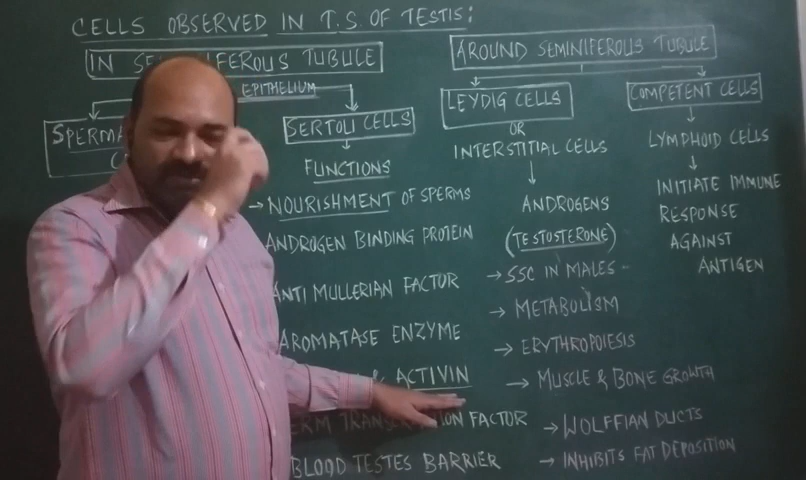 CELLS OBSERVED IN T.S. OF TESTIS:
IN SEMINIFEROUS TUBULE
EPITHELIUM
SPERMA
SERTOLI CELLS
FUNCTIONS
→ NOURISHMENT OF SPERMS
ANDROGEN BINDING PROTEIN
ANTI MULLERIAN FACTOR
AROMATASE ENZYME
& ACTIVIN
FACTOR
BLOOD TESTES BARRIER
AROUND SEMINIFEROUS TUBULE
LEYDIG CELLS
OR
INTERSTITIAL CELLS
ANDROGENS
(TESTOSTERONE)
→ SSC IN MALES -
→ METABOLISM
→ ERYTHROPOIESIS
→ MUSCLE & BONE GROWTH
→ WOLFFIAN DUCTS
→ INHIBITS FAT DEPOSITION
COMPETENT CELLS
LYMPHOID CELLS
INITIATE IMMUNE
RESPONSE
AGAINST
ANTIGEN